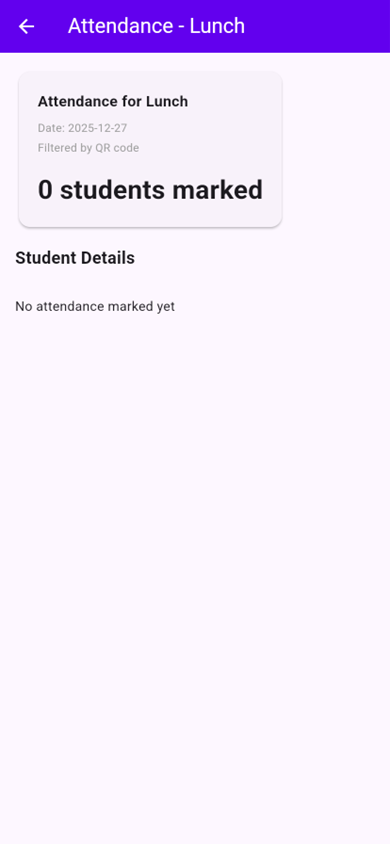 Attendance - Lunch
Attendance for Lunch
Date: 2025-12-27
Filtered by QR code
0 students marked
Student Details
No attendance marked yet